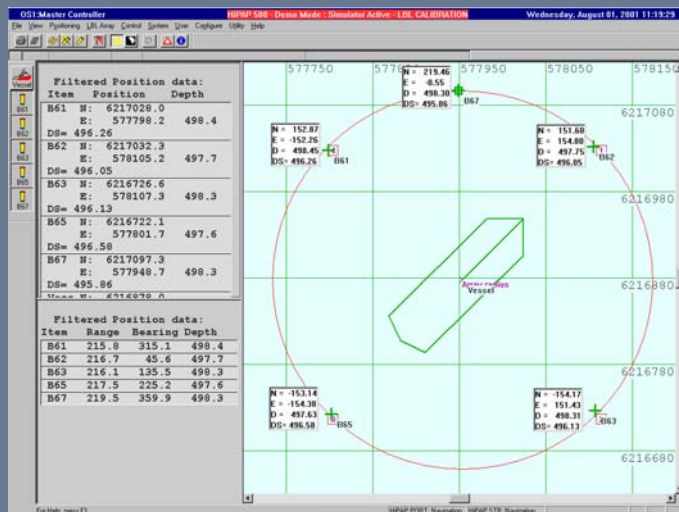 OS1:Master Controller HiPAP 500 - Demo Mode : Simulator Active - LBL CALIBRATION Wednesday, August 01, 2001 11:19:29
File View Positioning LBL Array Control System User Configure Utility Help
Vessel
B61
B62
B63
B65
B67
Filtered Position data:
Item Position Depth
B61 N: 6217028.0
E: 577798.2 498.4
DS= 496.26
B62 N: 6217032.3
E: 578105.2 497.7
DS= 496.05
B63 N: 6216726.6
E: 578107.3 498.3
DS= 496.13
B65 N: 6216722.1
E: 577801.7 497.6
DS= 496.58
B67 N: 6217097.3
E: 577948.7 498.3
DS= 495.86
6216878.0
Filtered Position data:
Item Range Bearing Depth
B61 215.8 315.1 498.4
B62 216.7 45.6 497.7
B63 216.1 135.5 498.3
B65 217.5 225.2 497.6
B67 219.5 359.9 498.3
577750 577950 578050 578150
N = 219.46
E = -0.55
D = 498.30
DS= 495.86
B67
6217080
N = 152.87
E = -152.26
D = 498.45
DS= 496.26
B61
N = 151.60
E = 154.80
D = 497.75
DS= 496.05
B62
6216980
Vessel
6216880
6216780
N = -153.14
E = -154.38
D = 497.63
DS= 496.58
B65
N = -154.17
E = 151.43
D = 498.31
DS= 496.13
B63
6216680
For Help, press F1 HiPAP PORT: Navigation HiPAP STB: Navigation